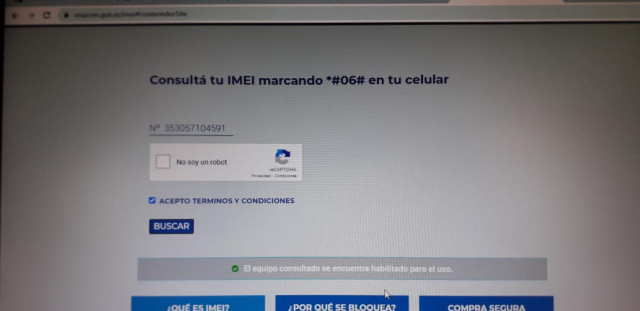 Consultá tu IMEI marcando *#06# en tu celular
Nº 353057104591
No soy un robot
reCAPTCHA
Privacidad - Condiciones
ACEPTO TERMINOS Y CONDICIONES
BUSCAR
El equipo consultado se encuentra habilitado para el uso.
¿QUÉ ES IMEI?
¿POR QUÉ SE BLOQUEA?
COMPRA SEGURA